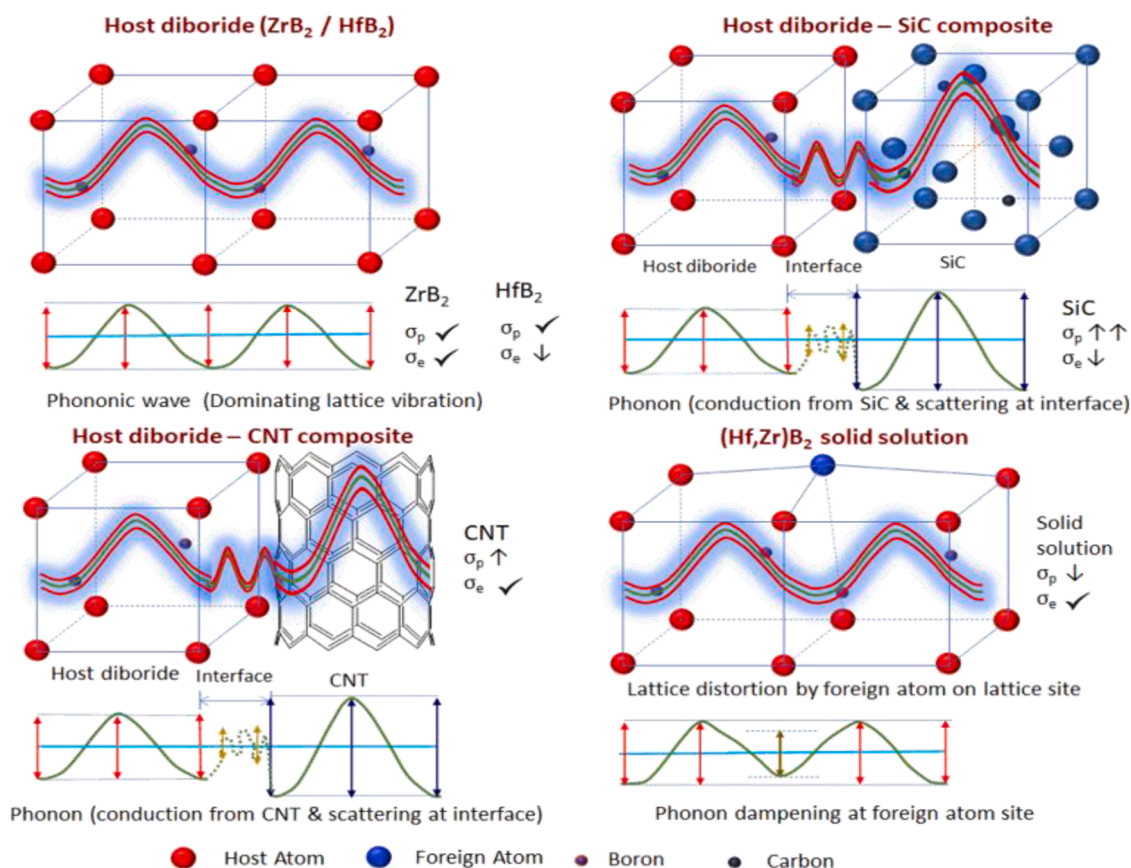 Host diboride (ZrB₂ / HfB₂)
ZrB₂ HfB₂
σₚ ✓ σₚ ✓
σₑ ✓ σₑ ↓
Phononic wave (Dominating lattice vibration)
Host diboride – SiC composite
Host diboride Interface SiC
SiC
σₚ ↑↑
σₑ ↓
Phonon (conduction from SiC & scattering at interface)
Host diboride – CNT composite
CNT
σₚ ↑
σₑ ✓
Host diboride Interface CNT
Phonon (conduction from CNT & scattering at interface)
(Hf,Zr)B₂ solid solution
Solid
solution
σₚ ↓
σₑ ✓
Lattice distortion by foreign atom on lattice site
Phonon dampening at foreign atom site
Host Atom Foreign Atom Boron Carbon